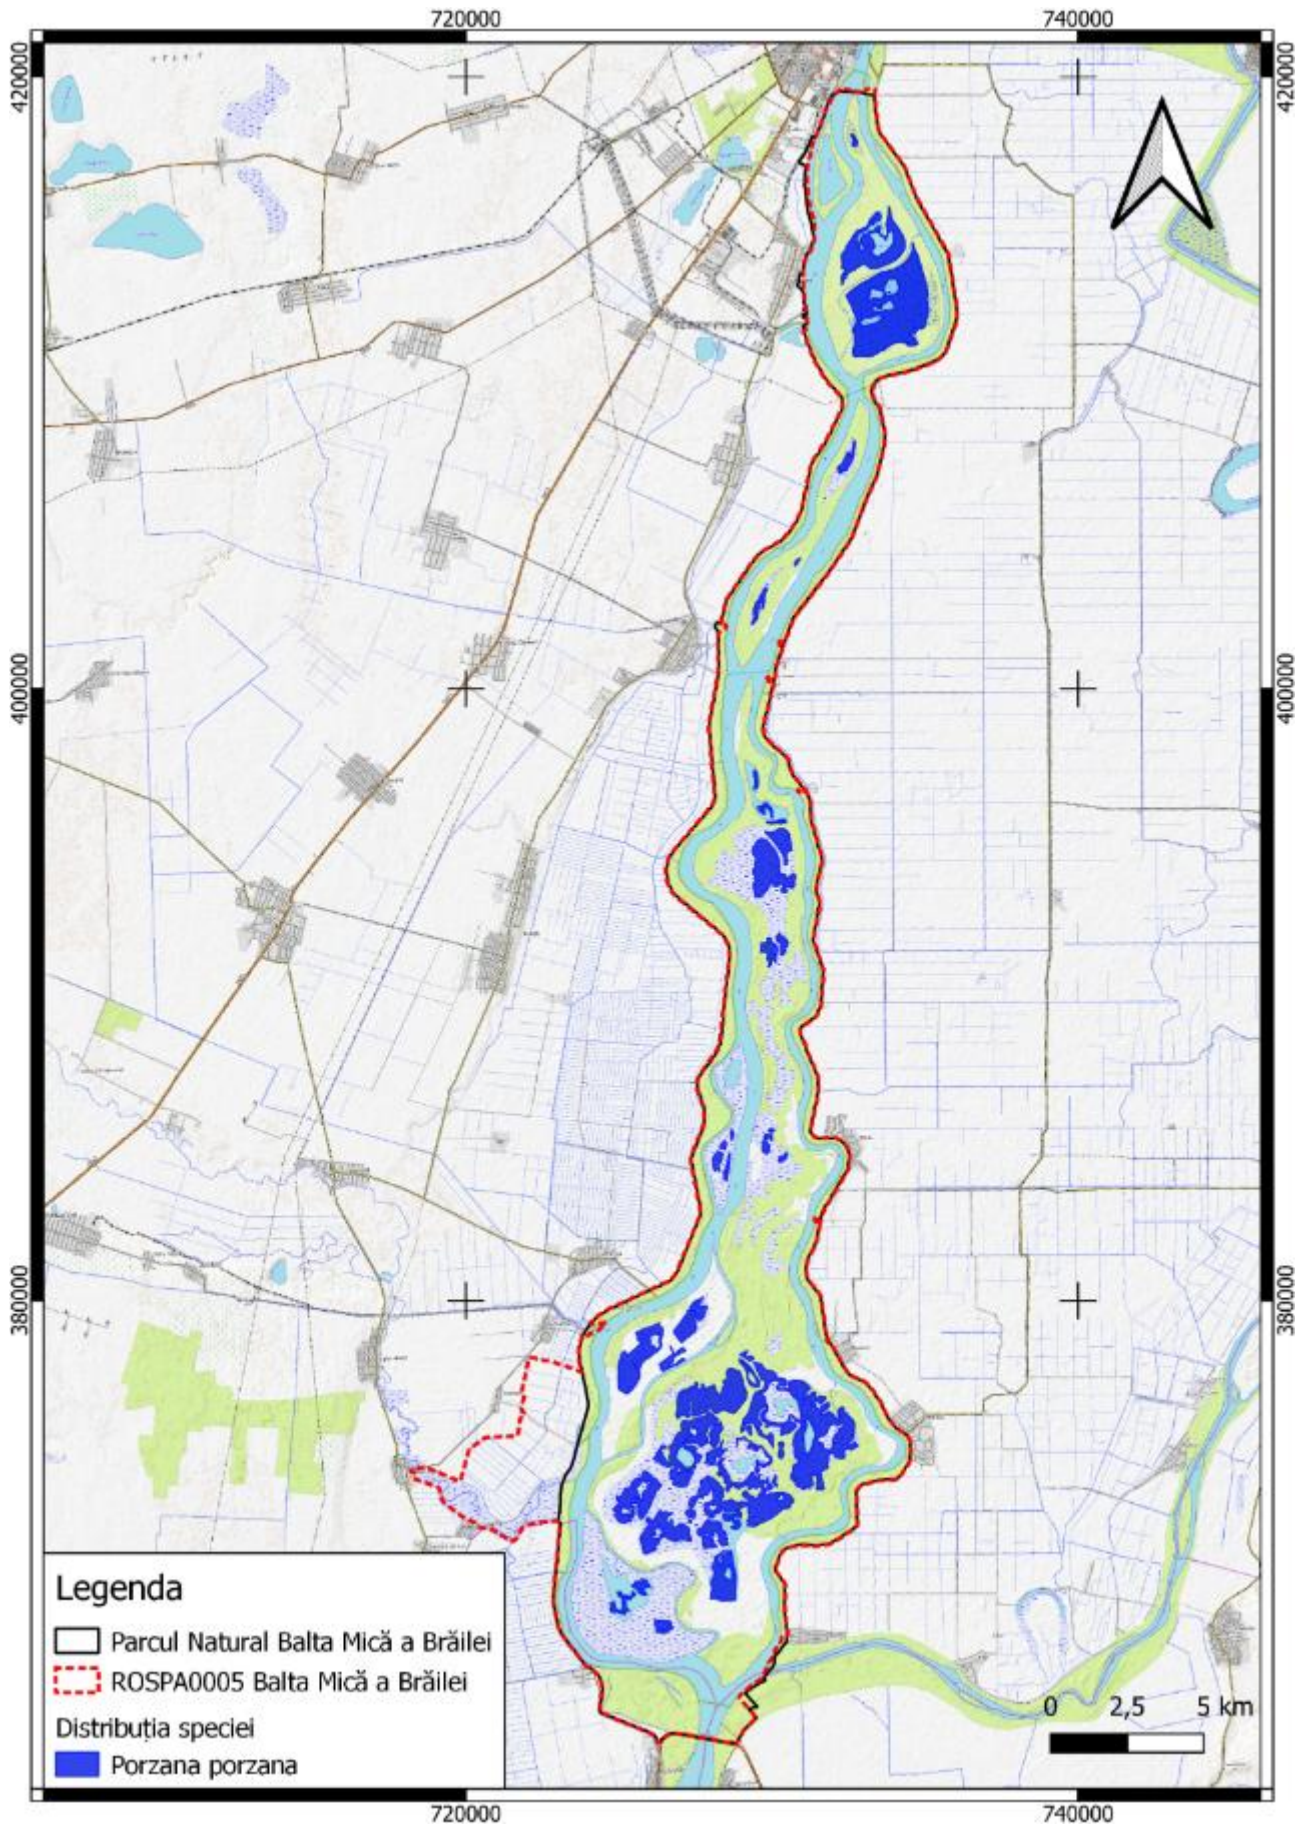 720000
740000
420000
420000
400000
400000
380000
380000
Legenda
Parcul Natural Balta Mică a Brăilei
ROSPA0005 Balta Mică a Brăilei
Distribuția speciei
Porzana porzana
0 2,5 5 km
720000
740000